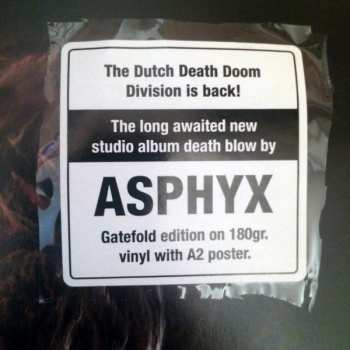 The Dutch Death Doom
Division is back!
The long awaited new
studio album death blow by
ASPHYX
Gatefold edition on 180gr.
vinyl with A2 poster.